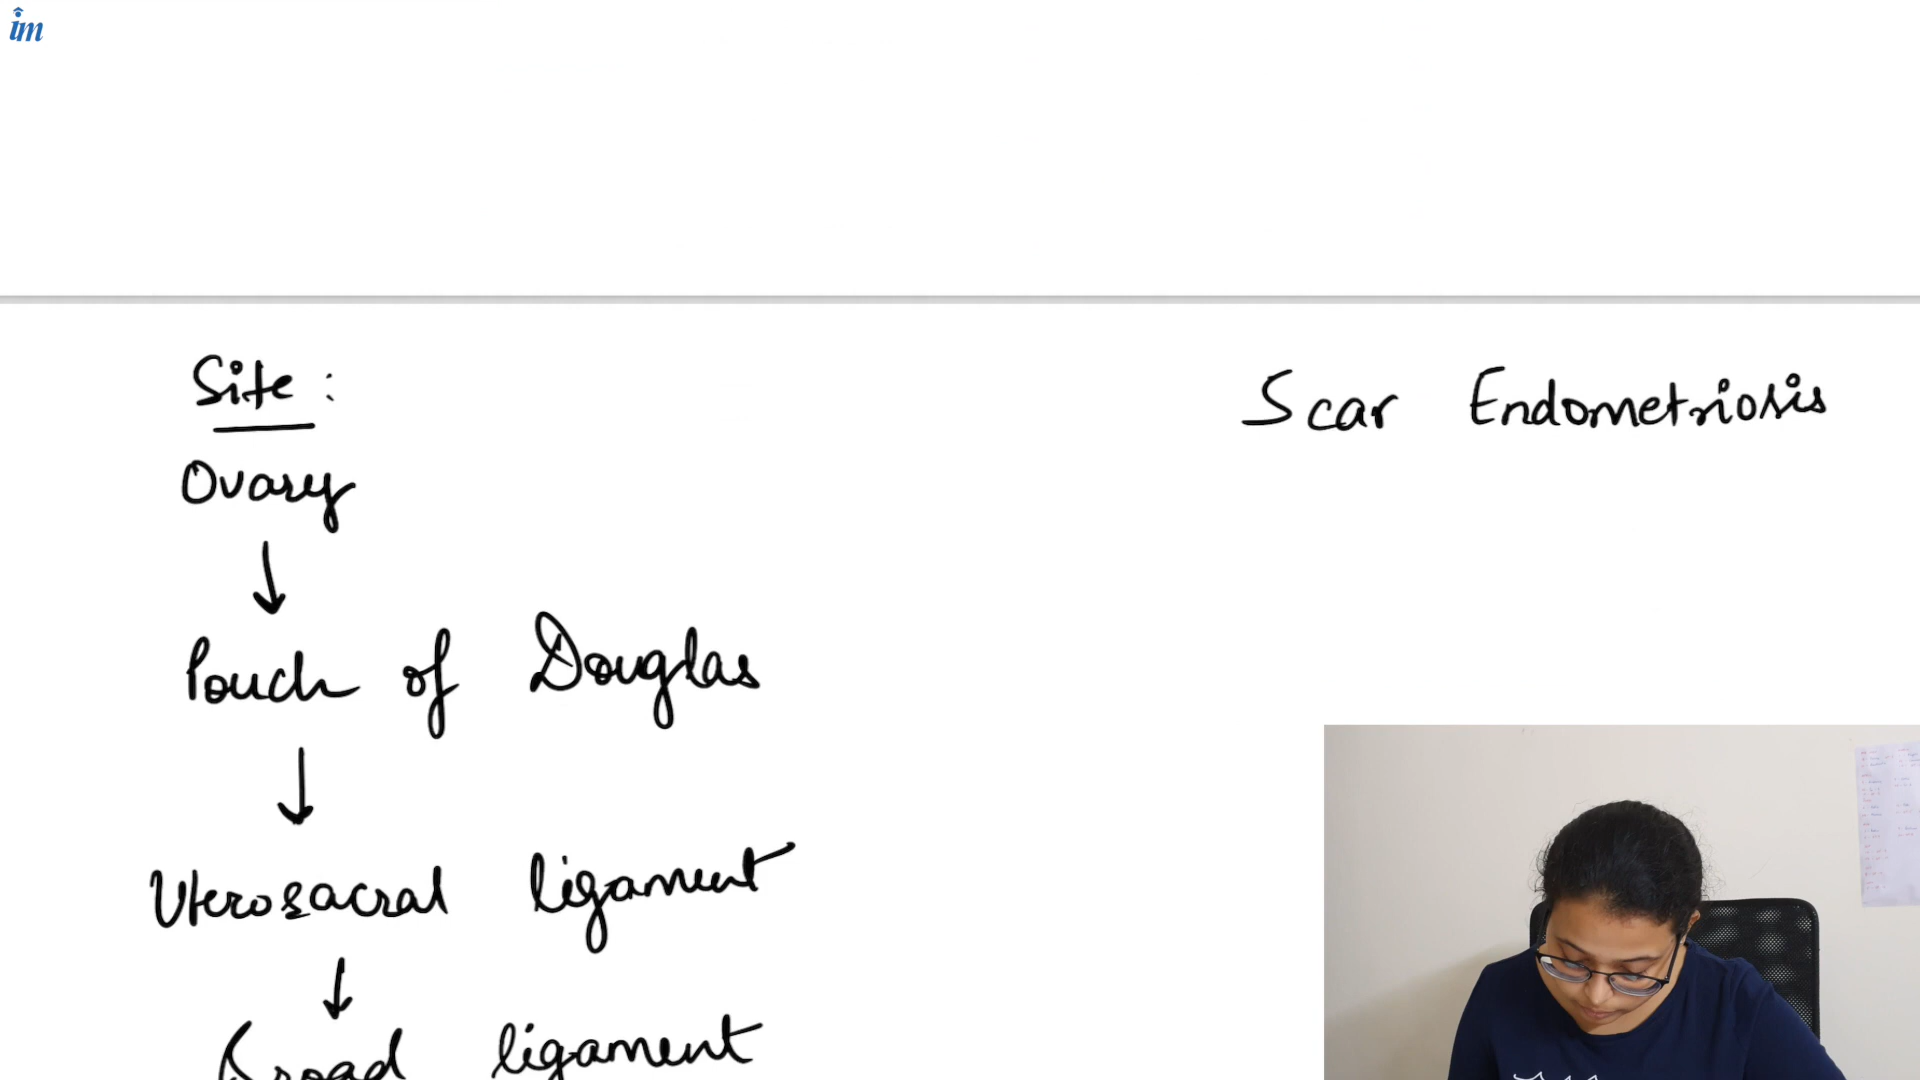 im
Site :
Ovary
Pouch of Douglas
Uterosacral ligament
Broad ligament
Scar Endometriosis